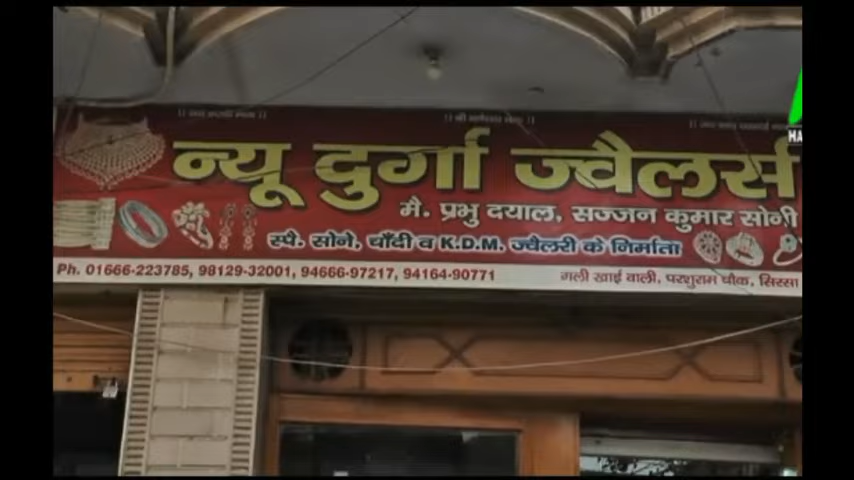 न्यू दुर्गा ज्वैलर्स
मै. प्रभु दयाल, सज्जन कुमार सोनी
स्पै. सोने, चाँदी व K.D.M. ज्वैलरी के निर्माता
Ph. 01666-223785, 98129-32001, 94666-97217, 94164-90771
गली खाई वाली, परशुराम चौक, सिरसा